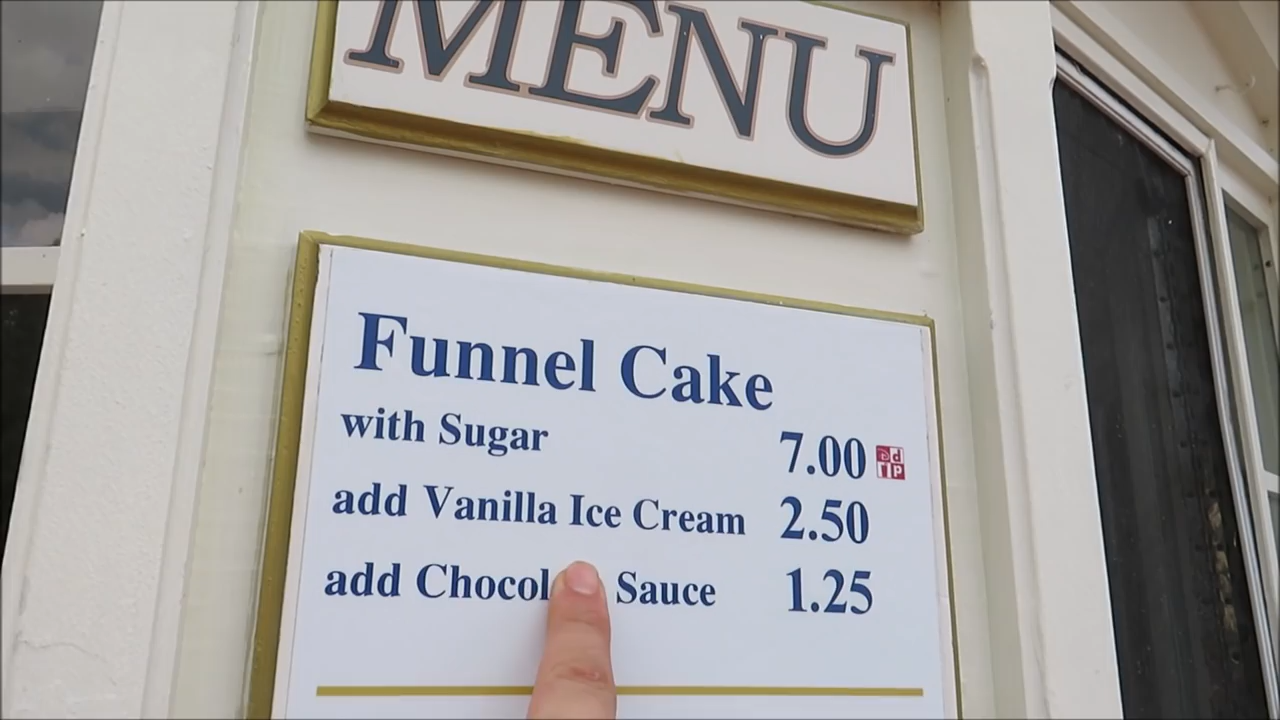 MENU
Funnel Cake
with Sugar 7.00
add Vanilla Ice Cream 2.50
add Chocol Sauce 1.25